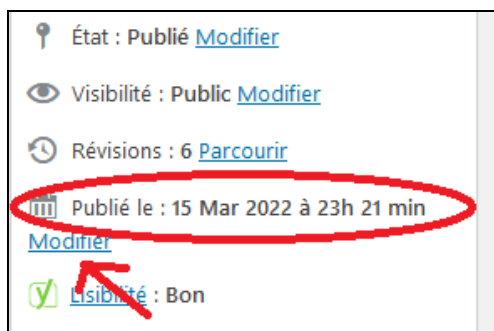 État : Publié Modifier
Visibilité : Public Modifier
Révisions : 6 Parcourir
Publié le : 15 Mar 2022 à 23h 21 min
Modifier
Lisibilité : Bon